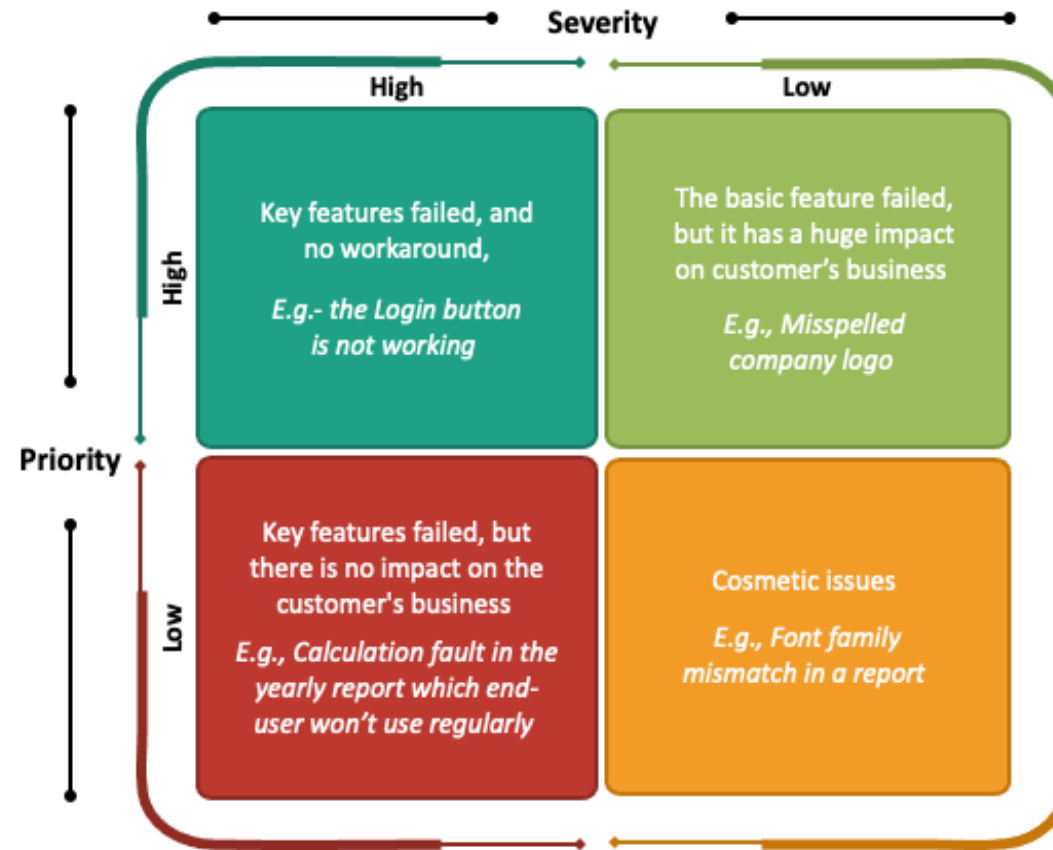 Severity
High
Low
High
Key features failed, and
no workaround,
E.g.- the Login button
is not working
The basic feature failed,
but it has a huge impact
on customer’s business
E.g., Misspelled
company logo
Priority
Low
Key features failed, but
there is no impact on the
customer's business
E.g., Calculation fault in the
yearly report which end-
user won’t use regularly
Cosmetic issues
E.g., Font family
mismatch in a report